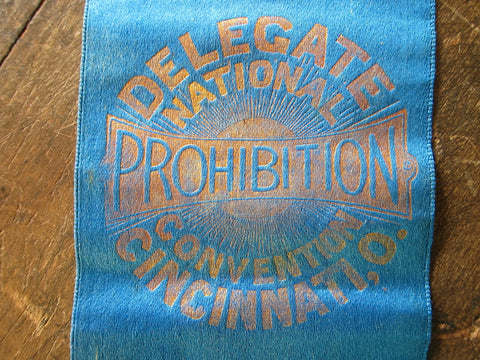 DELEGATE
NATIONAL
PROHIBITION
CONVENTION
CINCINNATI, O.